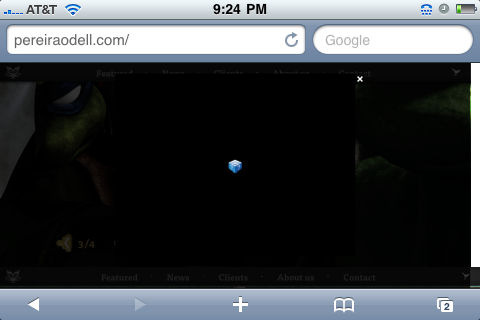 AT&T 9:24 PM
pereiraodell.com/ Google
Featured News Clients About us Contact
×
3/4
Featured News Clients About us Contact
2